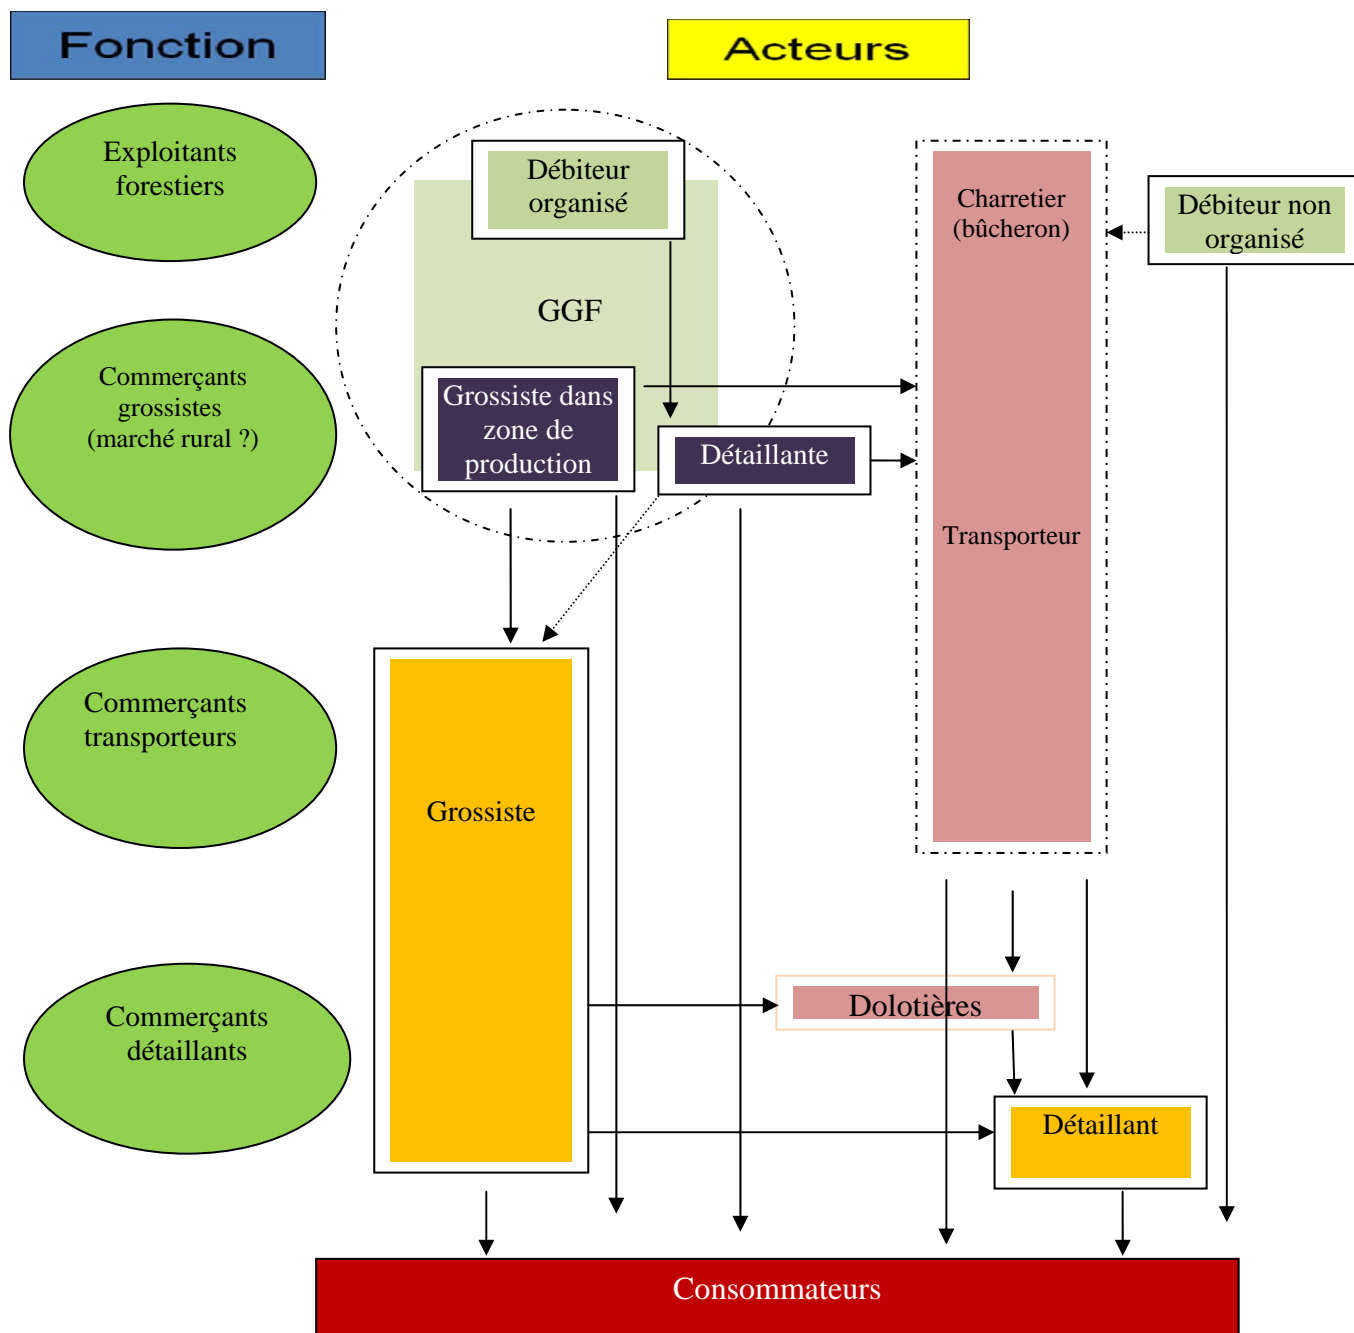 Fonction
Acteurs
Exploitants
forestiers
Débiteur
organisé
Charretier
(bûcheron)
Débiteur non
organisé
GGF
Commerçants
grossistes
(marché rural ?)
Grossiste dans
zone de
production
Détaillante
Transporteur
Commerçants
transporteurs
Grossiste
Commerçants
détaillants
Dolotières
Détaillant
Consommateurs